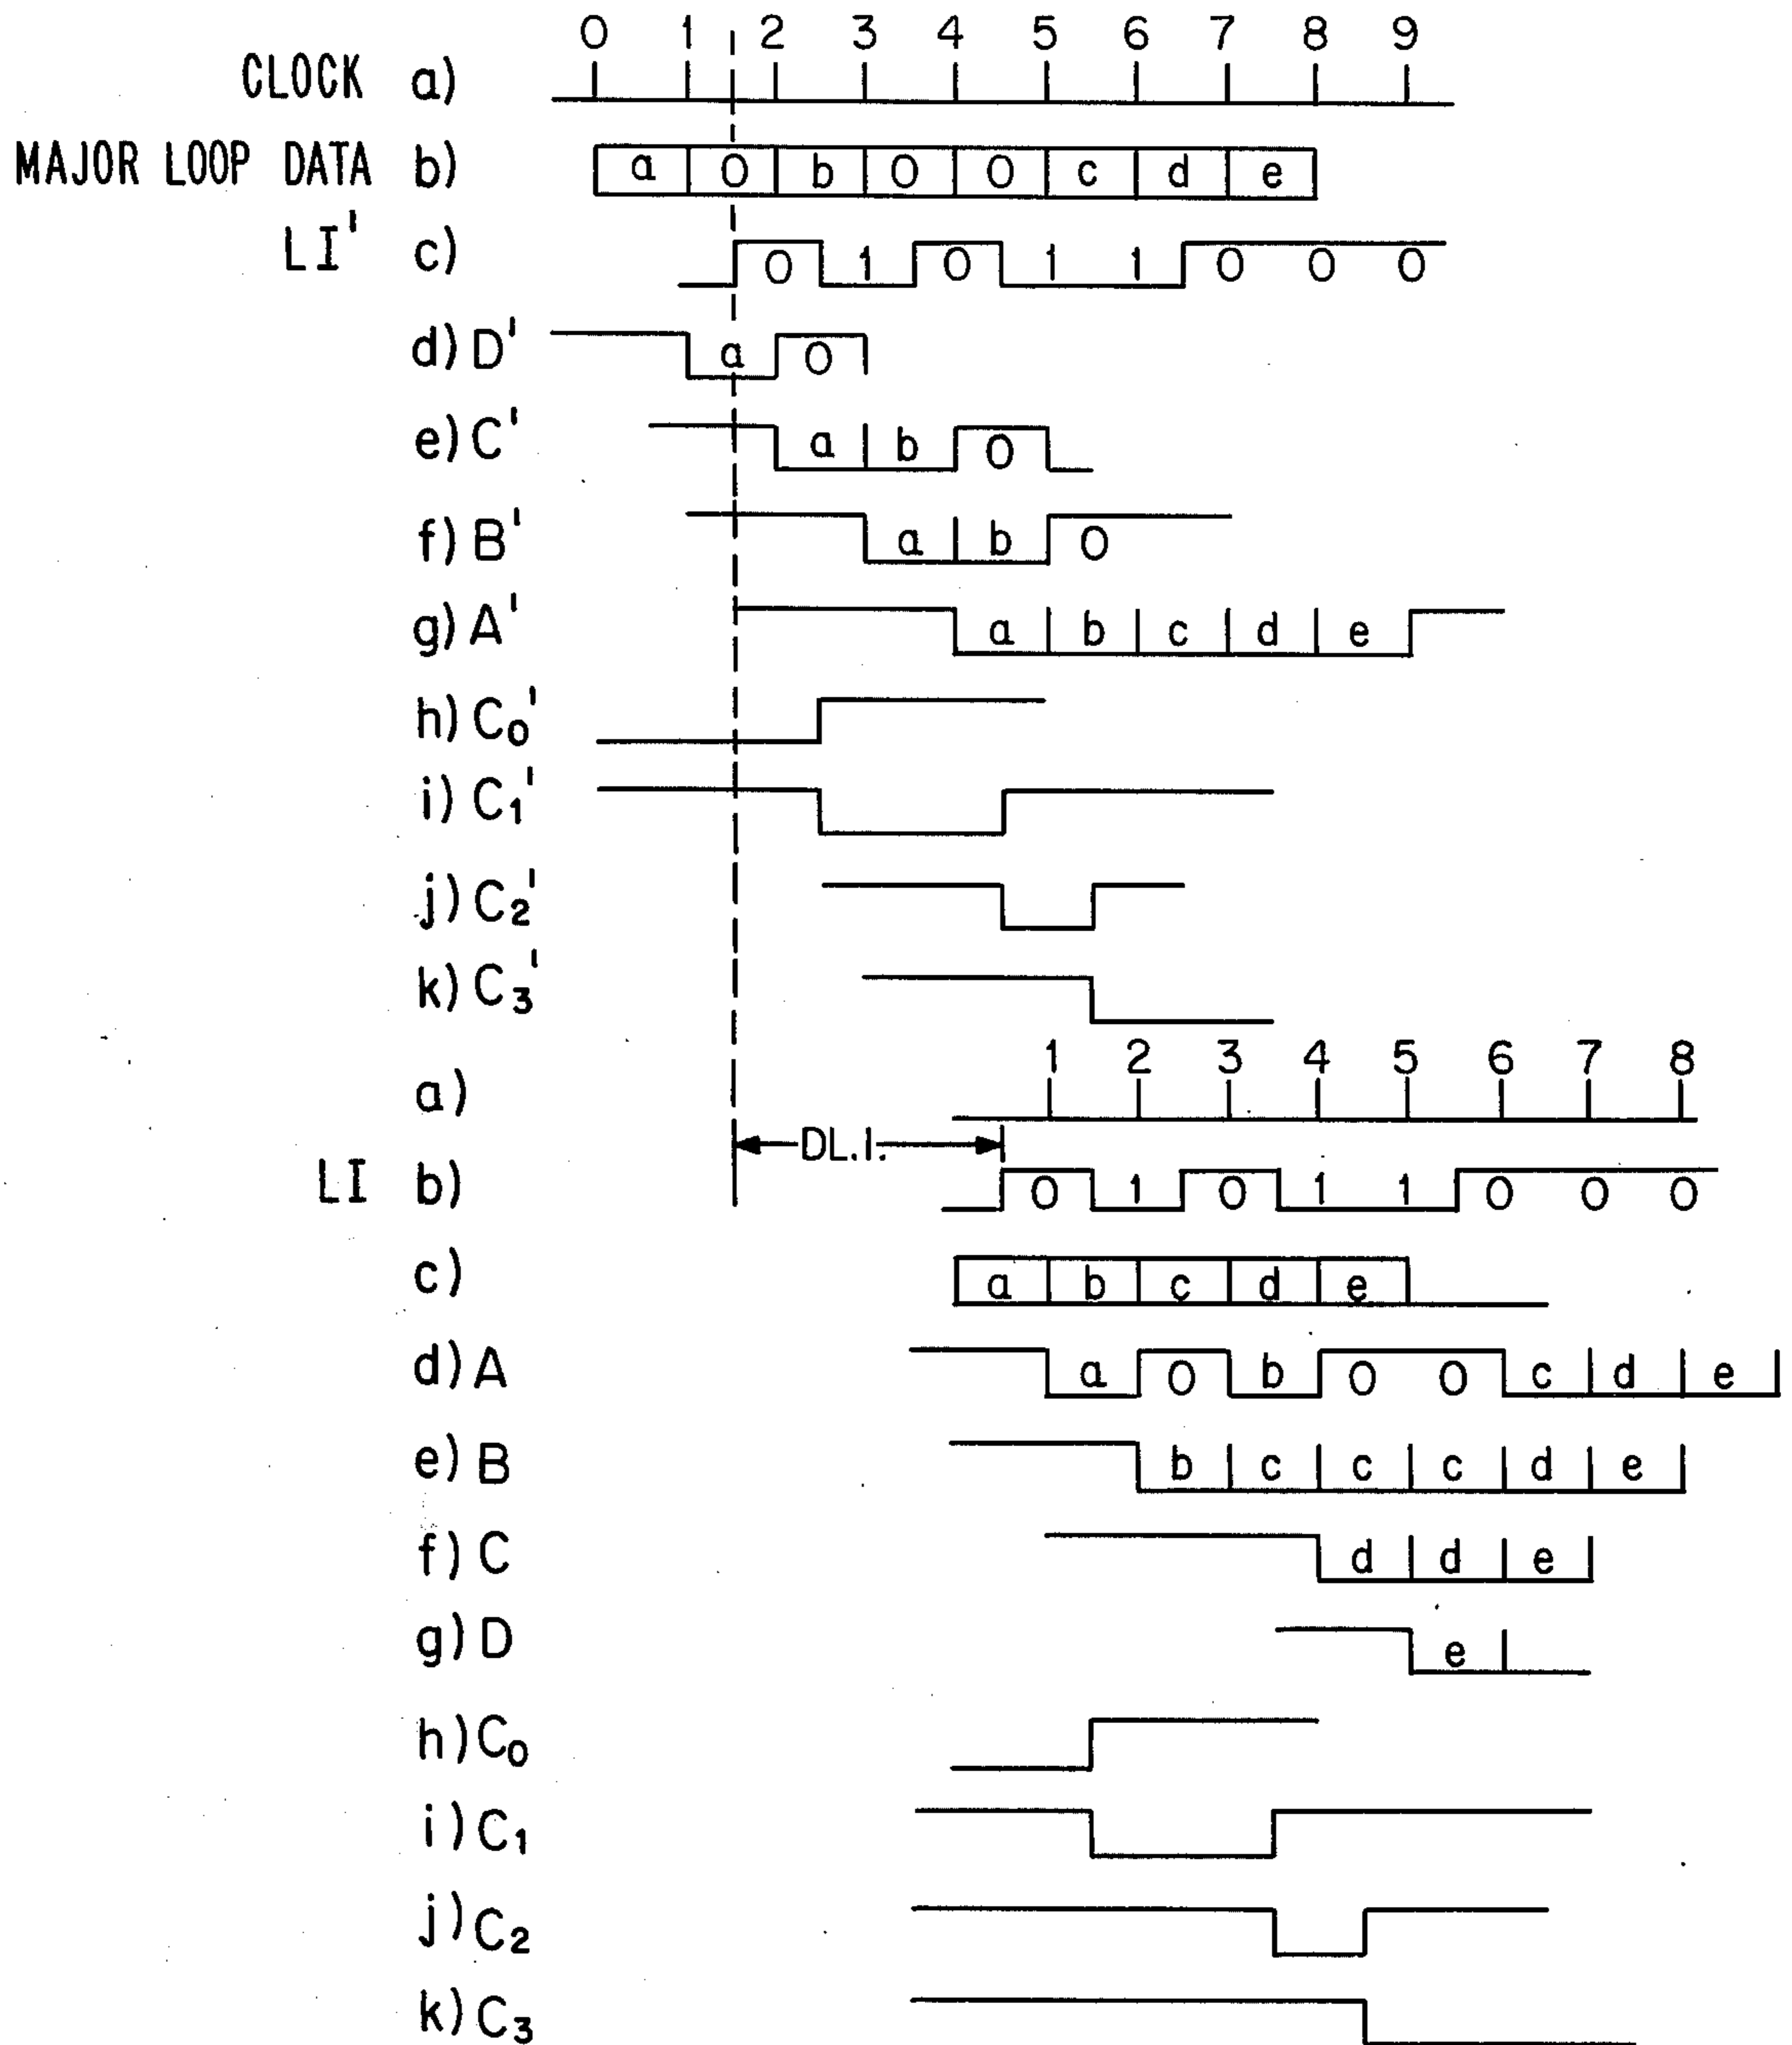 0 1 2 3 4 5 6 7 8 9
CLOCK a)
MAJOR LOOP DATA b) a 0 b 0 0 c d e
LI' c) 0 1 0 1 1 0 0 0
d) D' a 0
e) C' a b 0
f) B' a b 0
g) A' a b c d e
h) C0'
i) C1'
j) C2'
k) C3'
1 2 3 4 5 6 7 8
a)
DL.I.
LI b) 0 1 0 1 1 0 0 0
c) a b c d e
d) A a 0 b 0 0 c d e
e) B b c c c d e
f) C d d e
g) D e
h) C0
i) C1
j) C2
k) C3